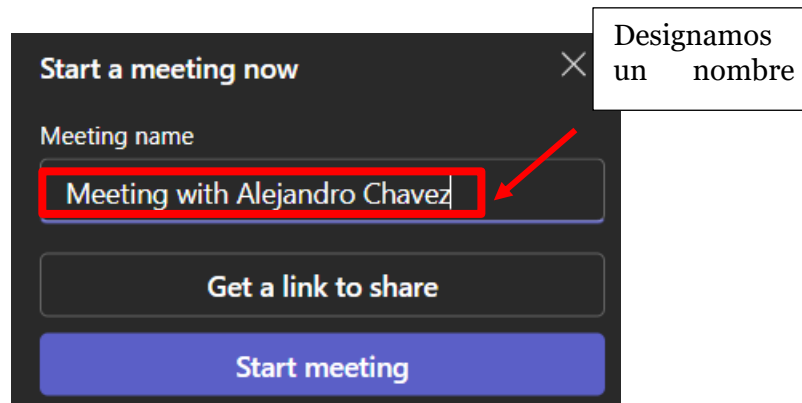 Designamos
un nombre
Start a meeting now
Meeting name
Meeting with Alejandro Chavez
Get a link to share
Start meeting